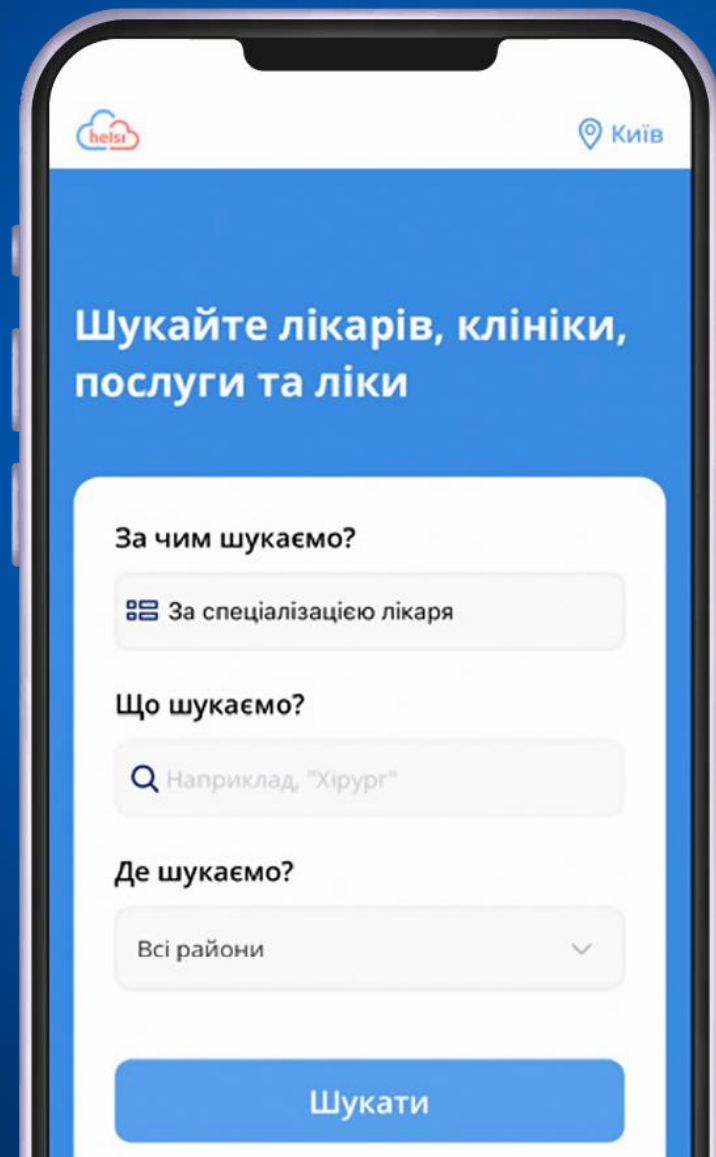 helsi
Київ
Шукайте лікарів, клініки,
послуги та ліки
За чим шукаємо?
За спеціалізацією лікаря
Що шукаємо?
Наприклад, "Хірург"
Де шукаємо?
Всі райони
Шукати